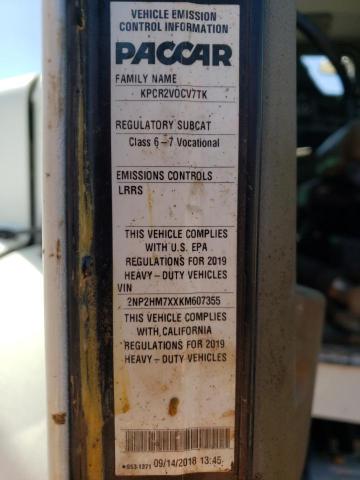 VEHICLE EMISSION
CONTROL INFORMATION
PACCAR
FAMILY NAME
KPCR2VOCV7TK
REGULATORY SUBCAT
Class 6 – 7 Vocational
EMISSIONS CONTROLS
LRRS
THIS VEHICLE COMPLIES
WITH U.S. EPA
REGULATIONS FOR 2019
HEAVY – DUTY VEHICLES
VIN
2NP2HM7XXKM607355
THIS VEHICLE COMPLIES
WITH, CALIFORNIA
REGULATIONS FOR 2019
HEAVY – DUTY VEHICLES
S53-1371 09/14/2018 13:45